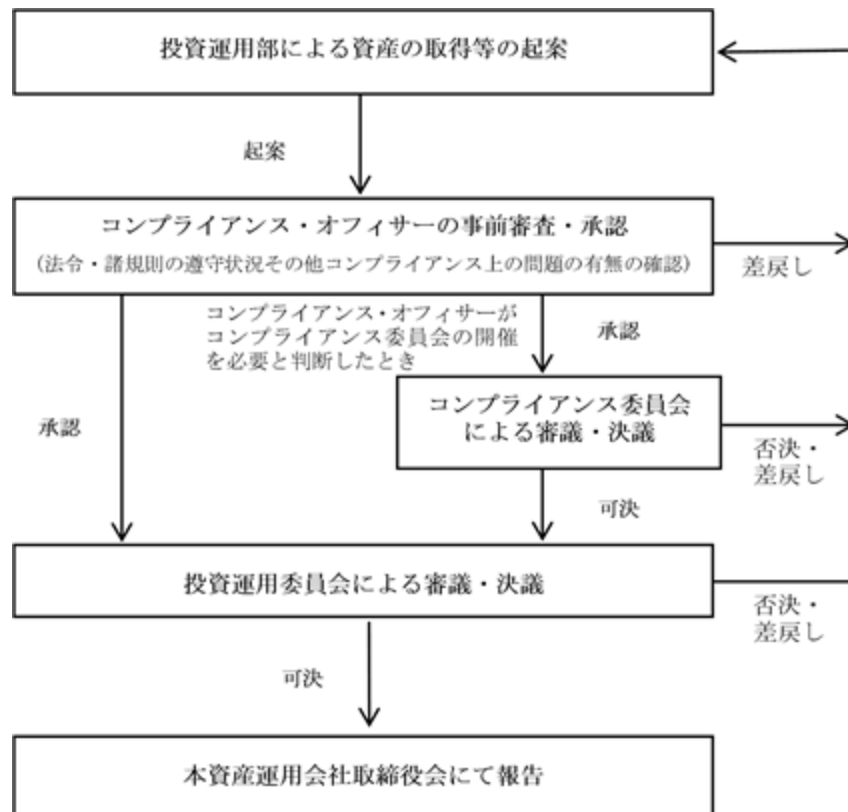 投資運用部による資産の取得等の起案
起案
コンプライアンス・オフィサーの事前審査・承認
(法令・諸規則の遵守状況その他コンプライアンス上の問題の有無の確認)
差戻し
コンプライアンス・オフィサーが
コンプライアンス委員会の開催
を必要と判断したとき
承認
コンプライアンス委員会
による審議・決議
承認
否決・
差戻し
可決
投資運用委員会による審議・決議
否決・
差戻し
可決
本資産運用会社取締役会にて報告